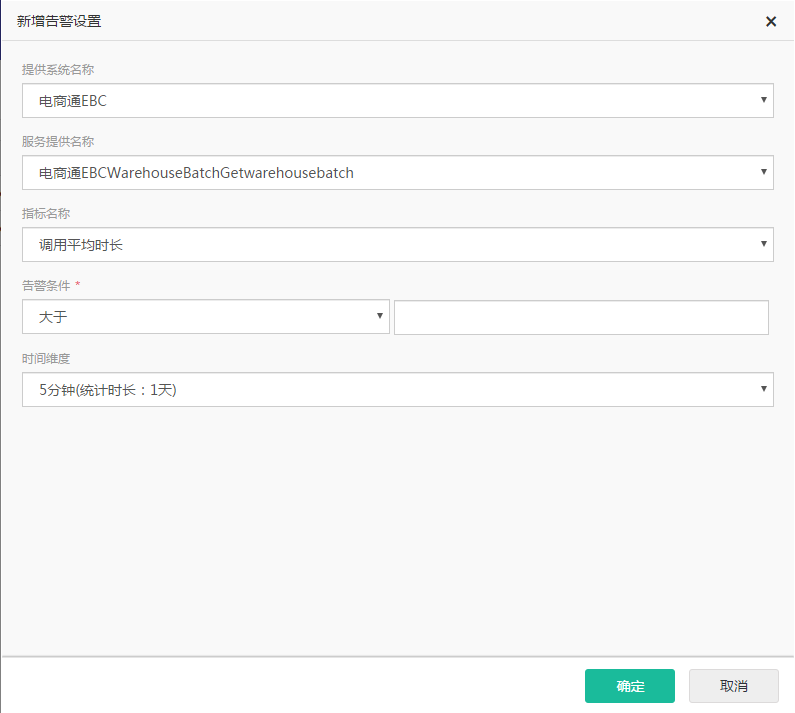 新增告警设置
提供系统名称
电商通EBC
服务提供名称
电商通EBCWarehouseBatchGetwarehousebatch
指标名称
调用平均时长
告警条件 *
大于
时间维度
5分钟(统计时长：1天)
确定 取消